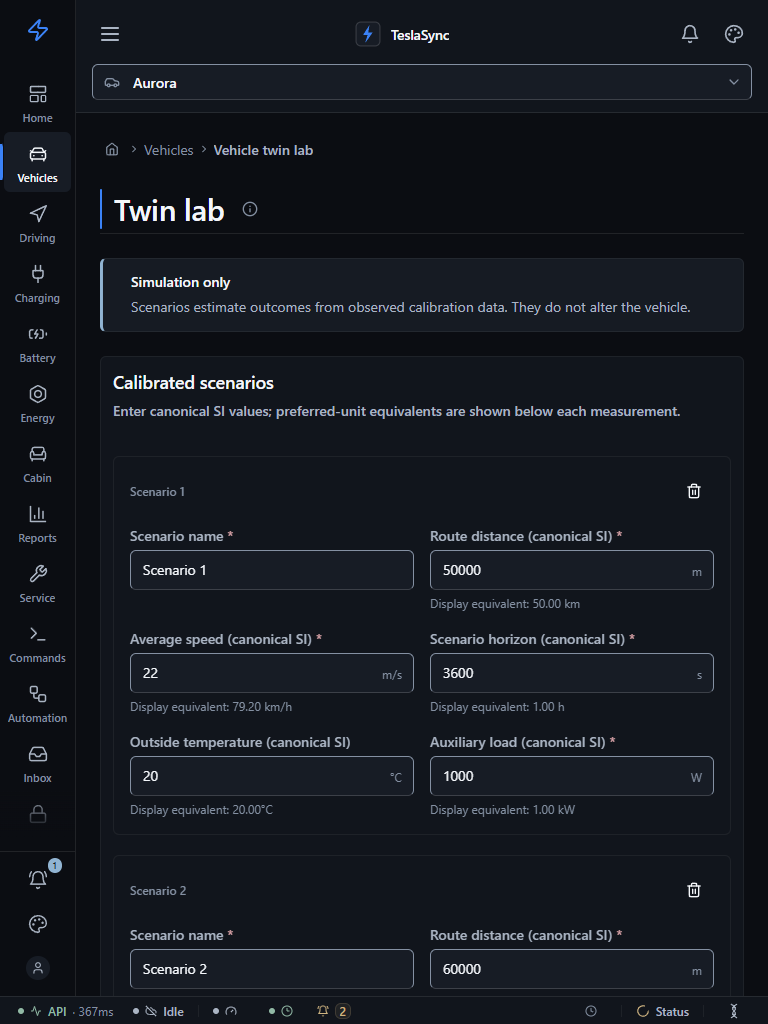 TeslaSync
Aurora
Home
Vehicles
Driving
Charging
Battery
Energy
Cabin
Reports
Service
Commands
Automation
Inbox
1
Vehicles > Vehicle twin lab
Twin lab
Simulation only
Scenarios estimate outcomes from observed calibration data. They do not alter the vehicle.
Calibrated scenarios
Enter canonical SI values; preferred-unit equivalents are shown below each measurement.
Scenario 1
Scenario name * Route distance (canonical SI) *
Scenario 1 50000 m
Display equivalent: 50.00 km
Average speed (canonical SI) * Scenario horizon (canonical SI) *
22 m/s 3600 s
Display equivalent: 79.20 km/h Display equivalent: 1.00 h
Outside temperature (canonical SI) Auxiliary load (canonical SI) *
20 °C 1000 W
Display equivalent: 20.00°C Display equivalent: 1.00 kW
Scenario 2
Scenario name * Route distance (canonical SI) *
Scenario 2 60000 m
API · 367ms Idle 2 Status